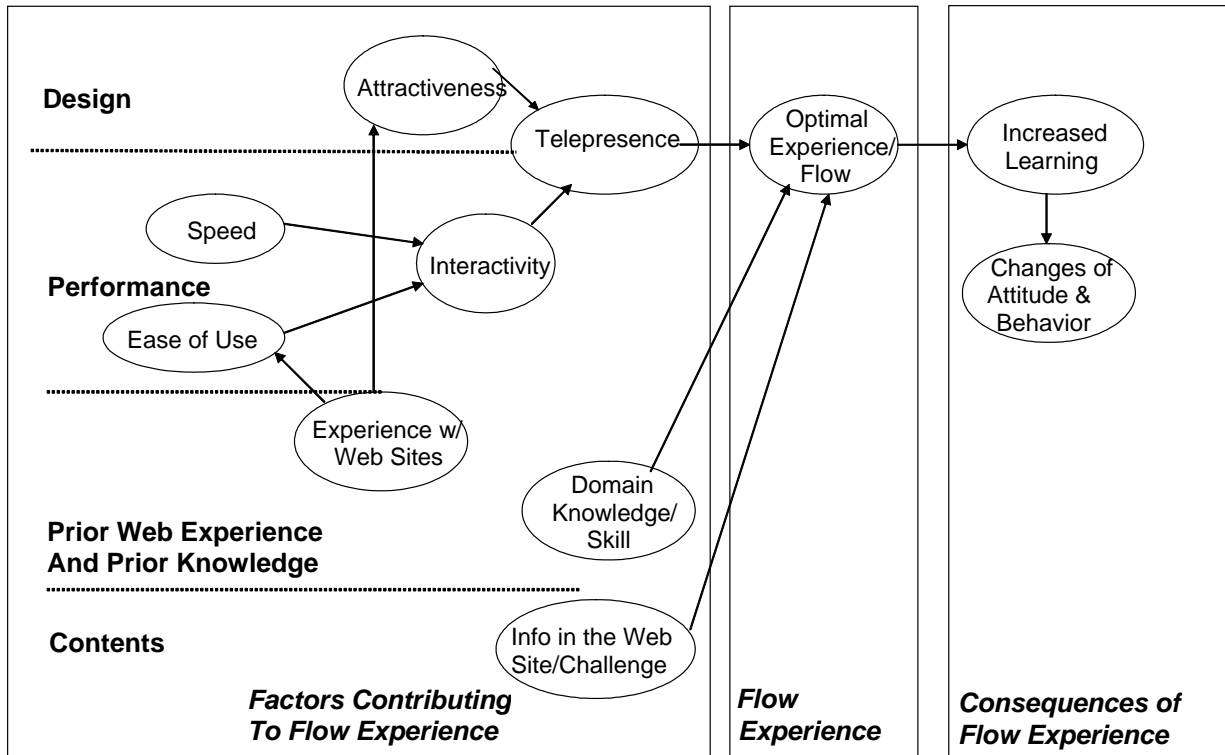 Design
Attractiveness
Telepresence
Speed
Interactivity
Performance
Ease of Use
Experience w/
Web Sites
Domain
Knowledge/
Skill
Prior Web Experience
And Prior Knowledge
Contents
Info in the Web
Site/Challenge
Factors Contributing
To Flow Experience
Optimal
Experience/
Flow
Flow
Experience
Increased
Learning
Changes of
Attitude &
Behavior
Consequences of
Flow Experience